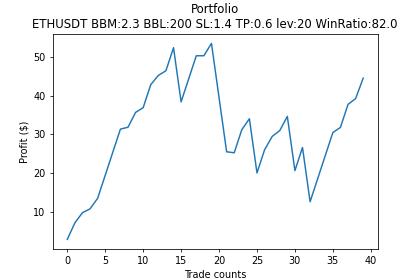 Portfolio
ETHUSDT BBM:2.3 BBL:200 SL:1.4 TP:0.6 lev:20 WinRatio:82.0
50
40
30
20
10
Profit ($)
0 5 10 15 20 25 30 35 40
Trade counts